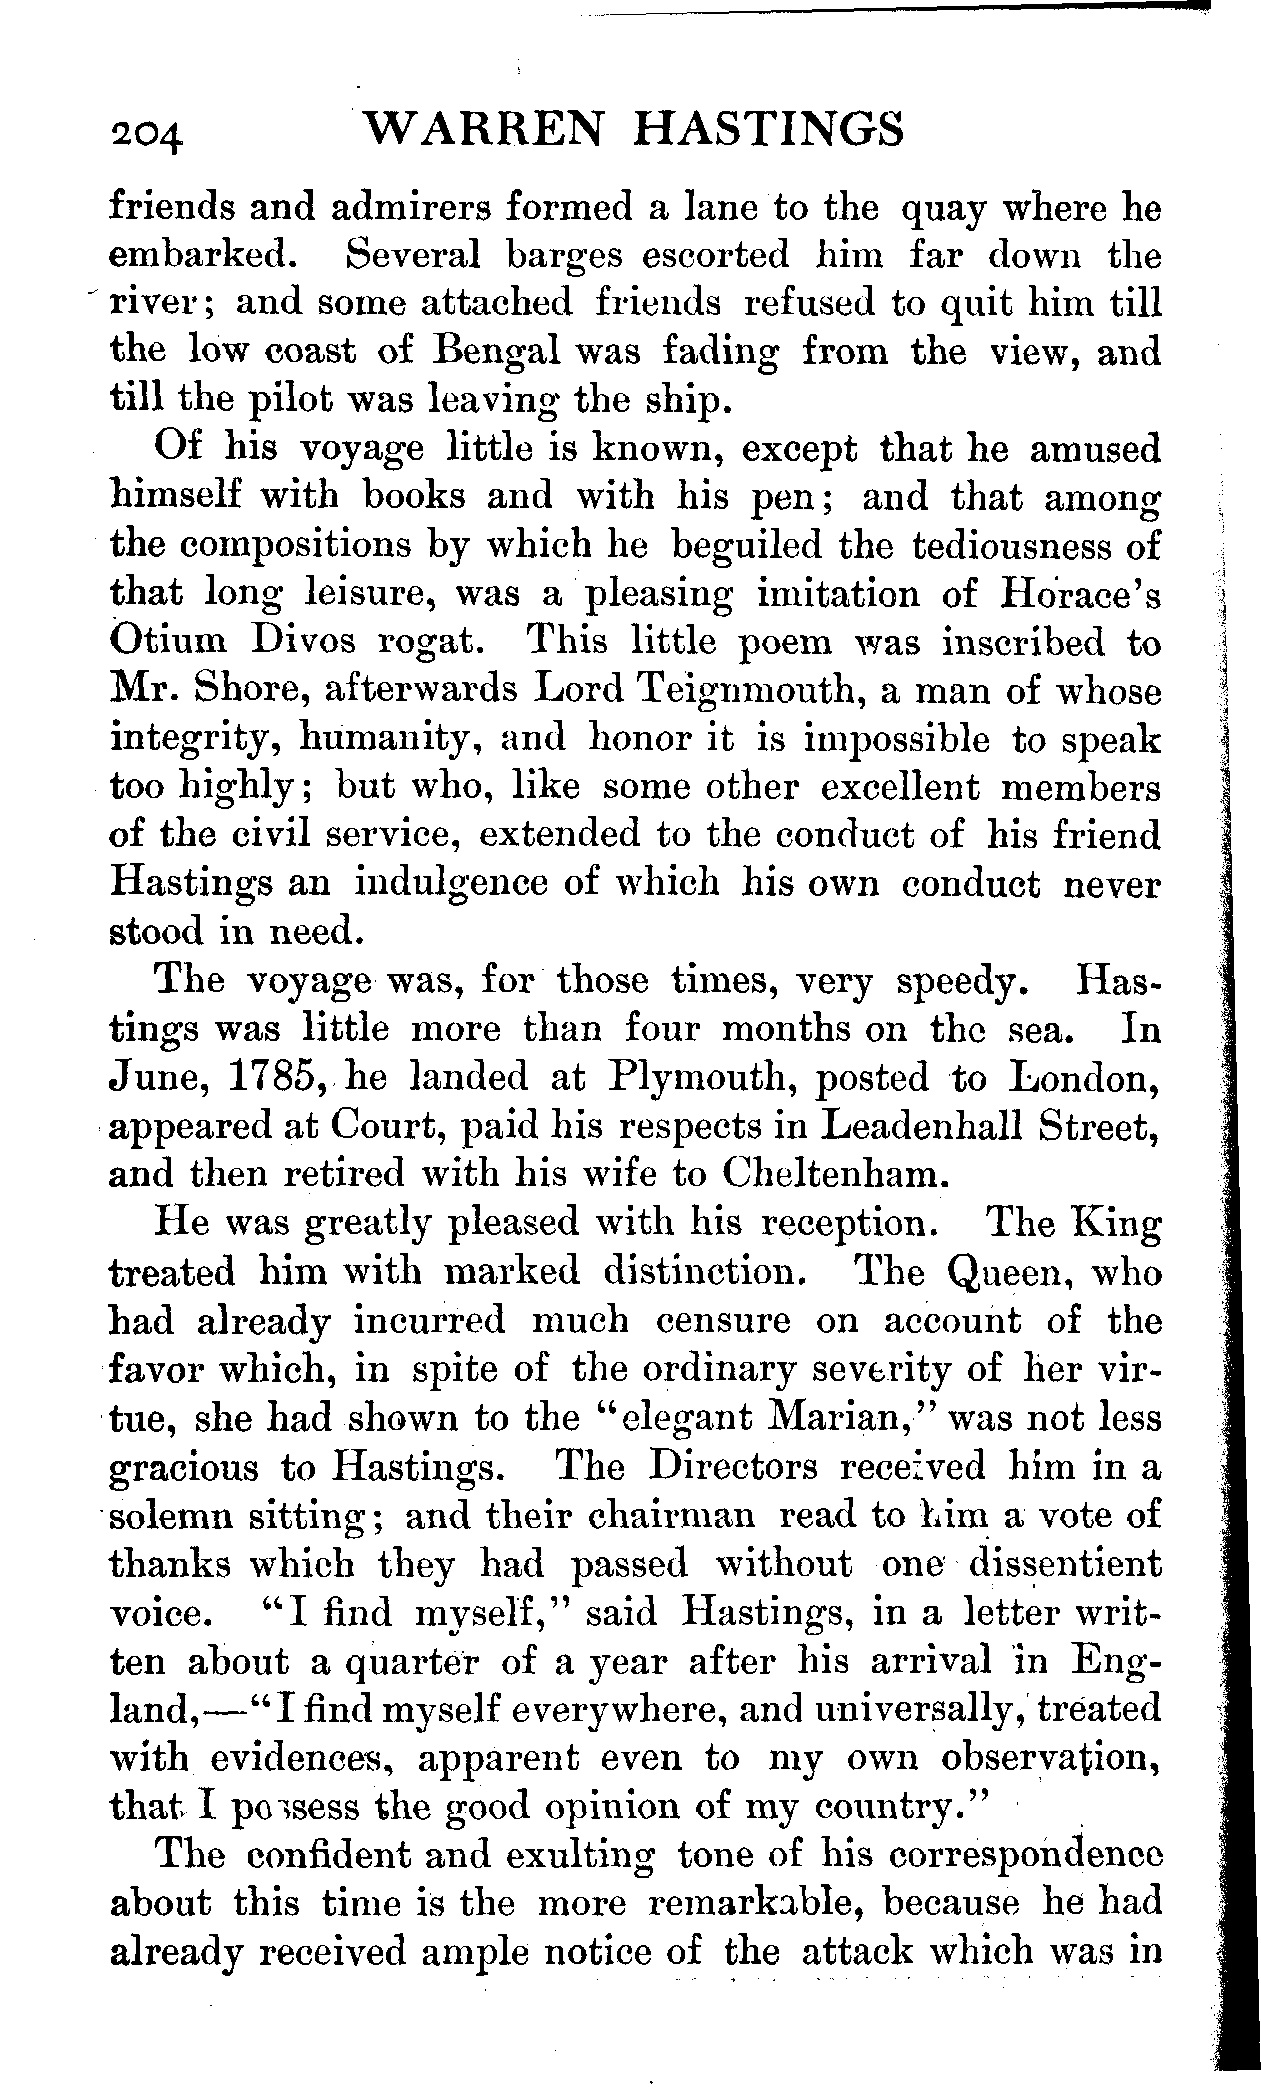 204 WARREN HASTINGS
friends and admirers formed a lane to the quay where he
embarked. Several barges escorted him far down the
river; and some attached friends refused to quit him till
the low coast of Bengal was fading from the view, and
till the pilot was leaving the ship.
Of his voyage little is known, except that he amused
himself with books and with his pen; and that among
the compositions by which he beguiled the tediousness of
that long leisure, was a pleasing imitation of Horace's
Otium Divos rogat. This little poem was inscribed to
Mr. Shore, afterwards Lord Teignmouth, a man of whose
integrity, humanity, and honor it is impossible to speak
too highly; but who, like some other excellent members
of the civil service, extended to the conduct of his friend
Hastings an indulgence of which his own conduct never
stood in need.
The voyage was, for those times, very speedy. Has-
tings was little more than four months on the sea. In
June, 1785, he landed at Plymouth, posted to London,
appeared at Court, paid his respects in Leadenhall Street,
and then retired with his wife to Cheltenham.
He was greatly pleased with his reception. The King
treated him with marked distinction. The Queen, who
had already incurred much censure on account of the
favor which, in spite of the ordinary severity of her vir-
tue, she had shown to the "elegant Marian," was not less
gracious to Hastings. The Directors received him in a
solemn sitting; and their chairman read to him a vote of
thanks which they had passed without one dissentient
voice. "I find myself," said Hastings, in a letter writ-
ten about a quarter of a year after his arrival in Eng-
land,—"I find myself everywhere, and universally, treated
with evidences, apparent even to my own observation,
that I possess the good opinion of my country."
The confident and exulting tone of his correspondence
about this time is the more remarkable, because he had
already received ample notice of the attack which was in